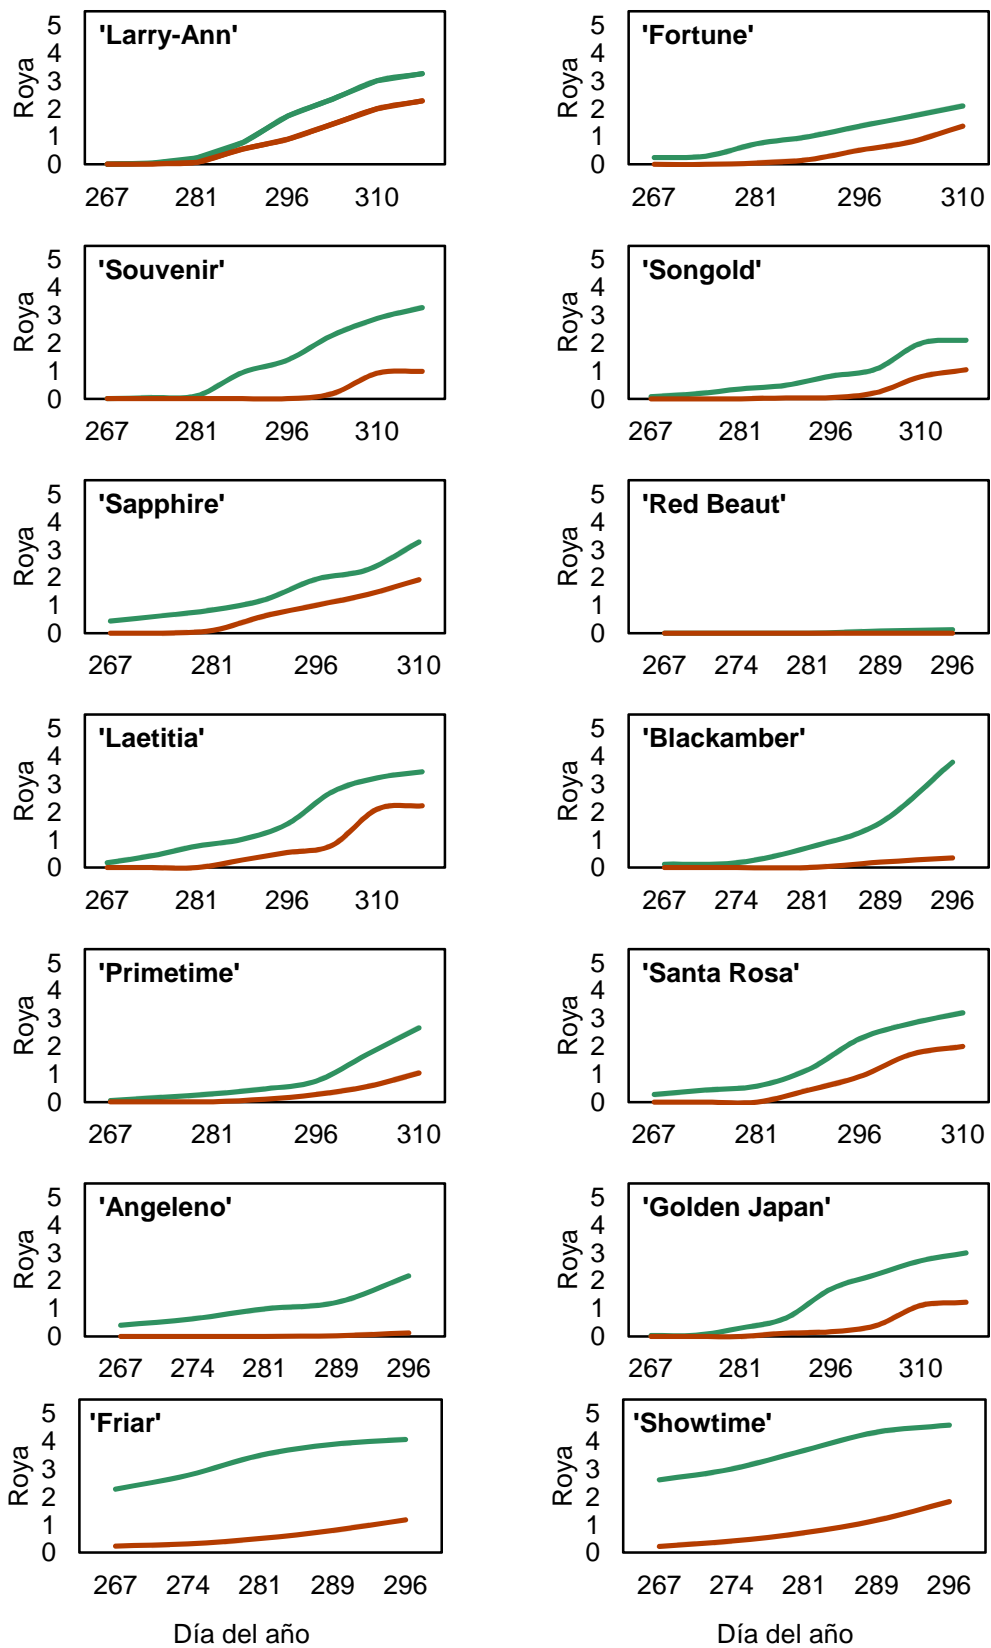 'Larry-Ann'
Roya
5
4
3
2
1
0
267 281 296 310
'Fortune'
Roya
5
4
3
2
1
0
267 281 296 310
'Souvenir'
Roya
5
4
3
2
1
0
267 281 296 310
'Songold'
Roya
5
4
3
2
1
0
267 281 296 310
'Sapphire'
Roya
5
4
3
2
1
0
267 281 296 310
'Red Beaut'
Roya
5
4
3
2
1
0
267 274 281 289 296
'Laetitia'
Roya
5
4
3
2
1
0
267 281 296 310
'Blackamber'
Roya
5
4
3
2
1
0
267 274 281 289 296
'Primetime'
Roya
5
4
3
2
1
0
267 281 296 310
'Santa Rosa'
Roya
5
4
3
2
1
0
267 281 296 310
'Angeleno'
Roya
5
4
3
2
1
0
267 274 281 289 296
'Golden Japan'
Roya
5
4
3
2
1
0
267 281 296 310
'Friar'
Roya
5
4
3
2
1
0
267 274 281 289 296
Día del año
'Showtime'
Roya
5
4
3
2
1
0
267 274 281 289 296
Día del año